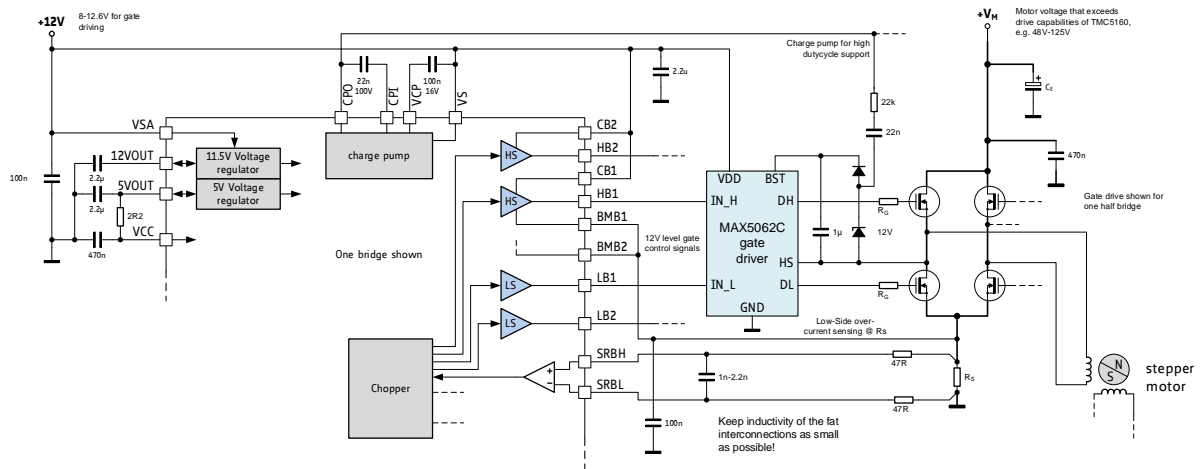 +12V
8-12.6V for gate
driving
+VM
Motor voltage that exceeds
drive capabilities of TMC5160,
e.g. 48V-125V
Charge pump for high
dutycycle support
22n
100V
100n
16V
2.2u
CPO
CPI
VCP
VS
CE
22k
22n
470n
VSA
12VOUT
5VOUT
VCC
100n
2.2µ
2.2µ
2R2
470n
11.5V Voltage
regulator
5V Voltage
regulator
charge pump
One bridge shown
HS
HS
LS
LS
CB2
HB2
CB1
HB1
BMB1
BMB2
LB1
LB2
SRBH
SRBL
12V level gate
control signals
VDD
BST
IN_H
DH
MAX5062C
gate
driver
HS
IN_L
DL
GND
1µ
12V
RG
RG
Gate drive shown for
one half bridge
Low-Side over-
current sensing @ Rs
Chopper
+
−
1n-2.2n
47R
47R
RS
100n
Keep inductivity of the fat
interconnections as small
as possible!
N
S
stepper
motor